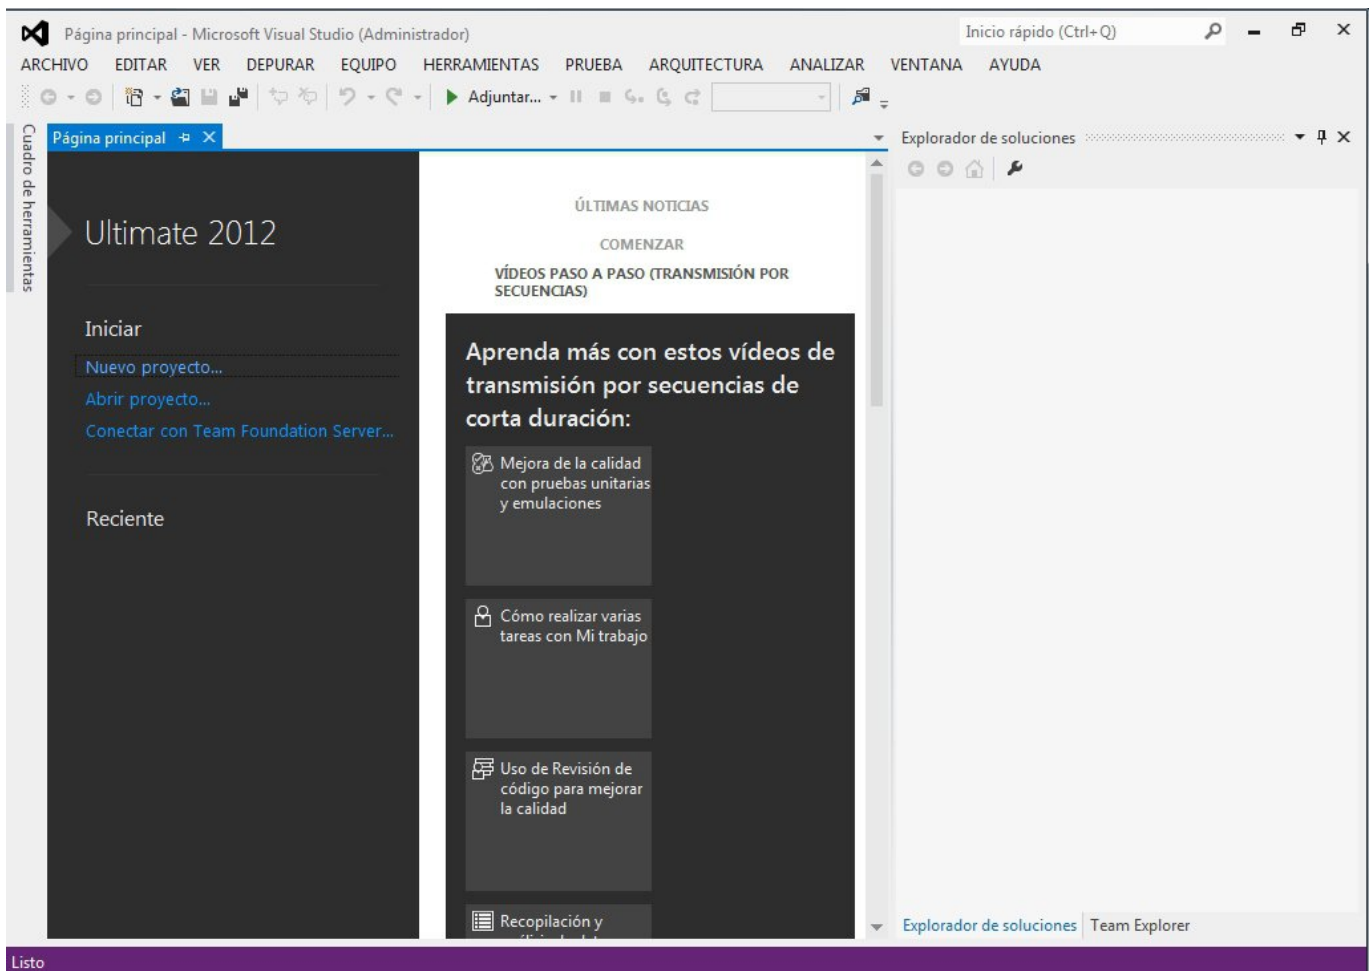 Página principal - Microsoft Visual Studio (Administrador)
Inicio rápido (Ctrl+Q)
ARCHIVO EDITAR VER DEPURAR EQUIPO HERRAMIENTAS PRUEBA ARQUITECTURA ANALIZAR VENTANA AYUDA
Adjuntar...
Cuadro de herramientas
Página principal
Ultimate 2012
Iniciar
Nuevo proyecto...
Abrir proyecto...
Conectar con Team Foundation Server...
Reciente
ÚLTIMAS NOTICIAS
COMENZAR
VÍDEOS PASO A PASO (TRANSMISIÓN POR
SECUENCIAS)
Aprenda más con estos vídeos de
transmisión por secuencias de
corta duración:
Mejora de la calidad
con pruebas unitarias
y emulaciones
Cómo realizar varias
tareas con Mi trabajo
Uso de Revisión de
código para mejorar
la calidad
Recopilación y
Explorador de soluciones
Explorador de soluciones Team Explorer
Listo